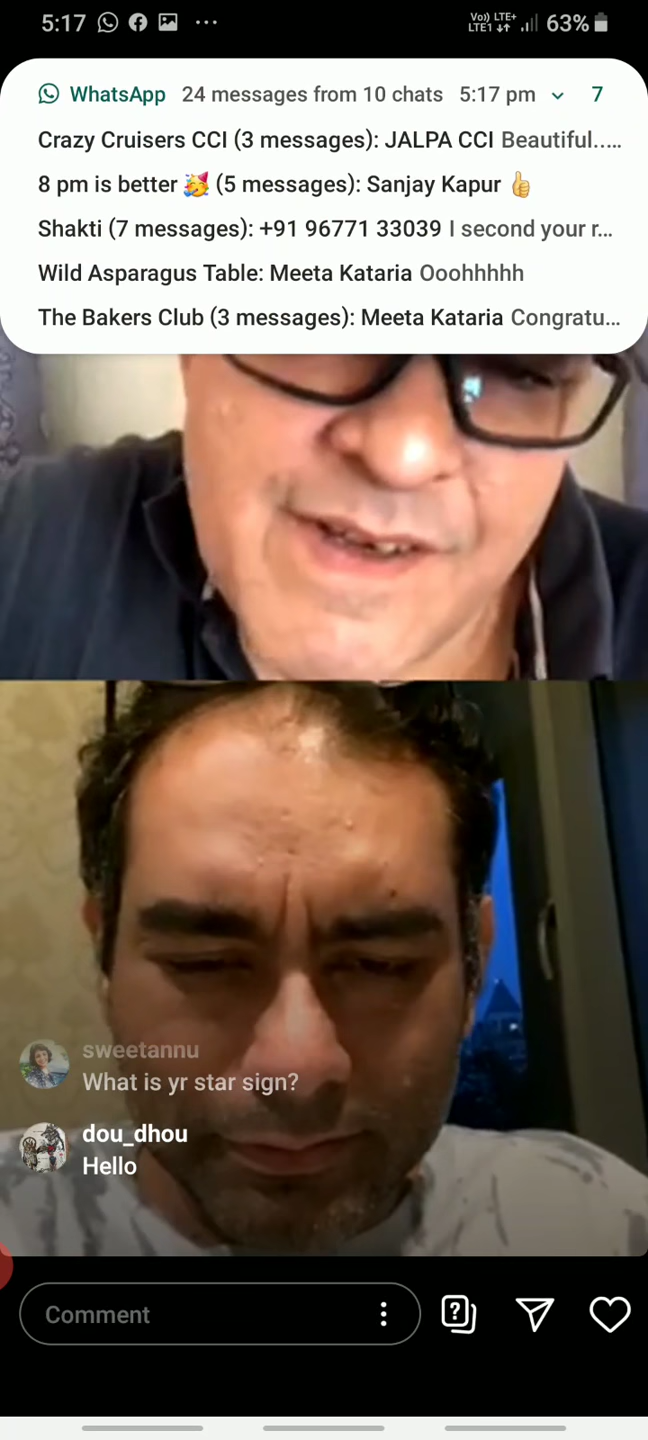 5:17 Vo)) LTE+ LTE1 63%
WhatsApp 24 messages from 10 chats 5:17 pm 7
Crazy Cruisers CCI (3 messages): JALPA CCI Beautiful.....
8 pm is better 🥳 (5 messages): Sanjay Kapur 👍
Shakti (7 messages): +91 96771 33039 I second your r...
Wild Asparagus Table: Meeta Kataria Ooohhhhh
The Bakers Club (3 messages): Meeta Kataria Congratu...
sweetannu
What is yr star sign?
dou_dhou
Hello
Comment